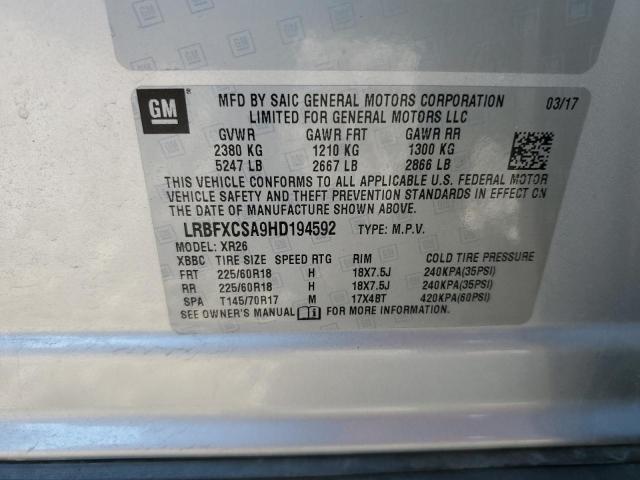 GM
MFD BY SAIC GENERAL MOTORS CORPORATION 03/17
LIMITED FOR GENERAL MOTORS LLC
GVWR GAWR FRT GAWR RR
2380 KG 1210 KG 1300 KG
5247 LB 2667 LB 2866 LB
THIS VEHICLE CONFORMS TO ALL APPLICABLE U.S. FEDERAL MOTOR
VEHICLE SAFETY AND THEFT PREVENTION STANDARDS IN EFFECT ON
THE DATE OF MANUFACTURE SHOWN ABOVE.
LRBFXCSA9HD194592 TYPE: M.P.V.
MODEL: XR26
XBBC TIRE SIZE SPEED RTG RIM COLD TIRE PRESSURE
FRT 225/60R18 H 18X7.5J 240KPA(35PSI)
RR 225/60R18 H 18X7.5J 240KPA(35PSI)
SPA T145/70R17 M 17X4BT 420KPA(60PSI)
SEE OWNER'S MANUAL FOR MORE INFORMATION.